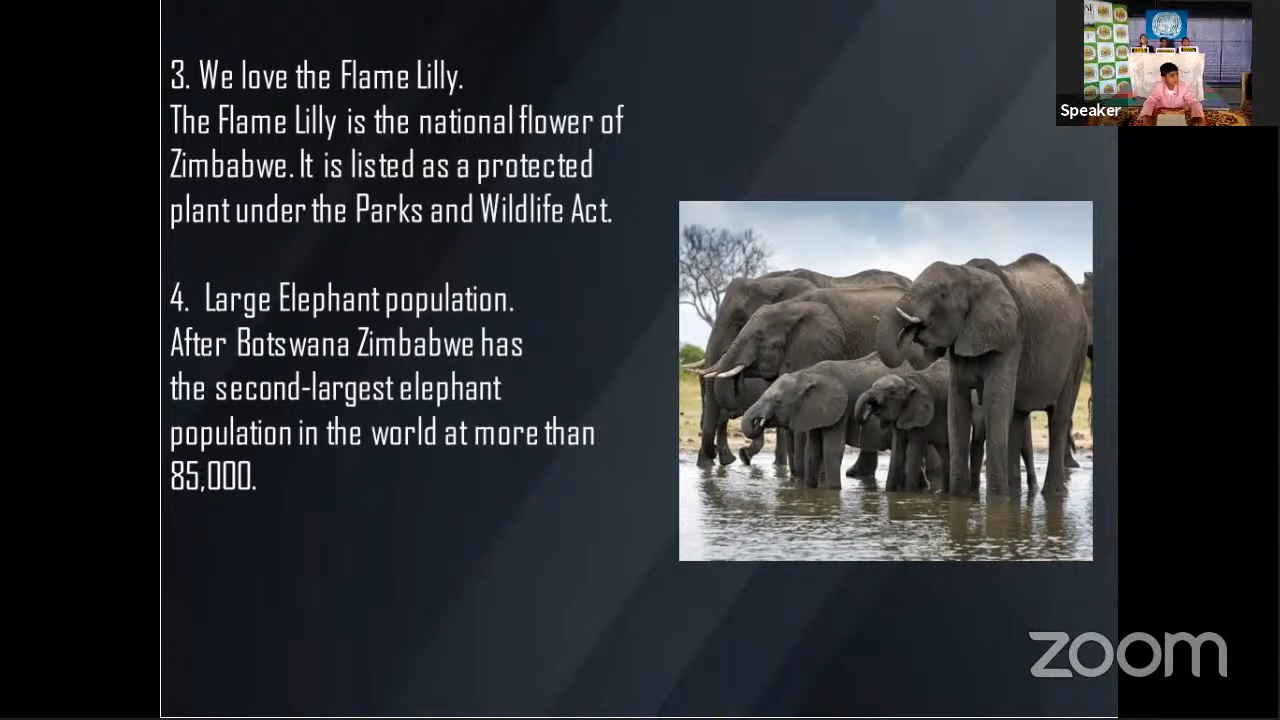 3. We love the Flame Lilly.
The Flame Lilly is the national flower of
Zimbabwe. It is listed as a protected
plant under the Parks and Wildlife Act.
4. Large Elephant population.
After Botswana Zimbabwe has
the second-largest elephant
population in the world at more than
85,000.
Speaker
zoom